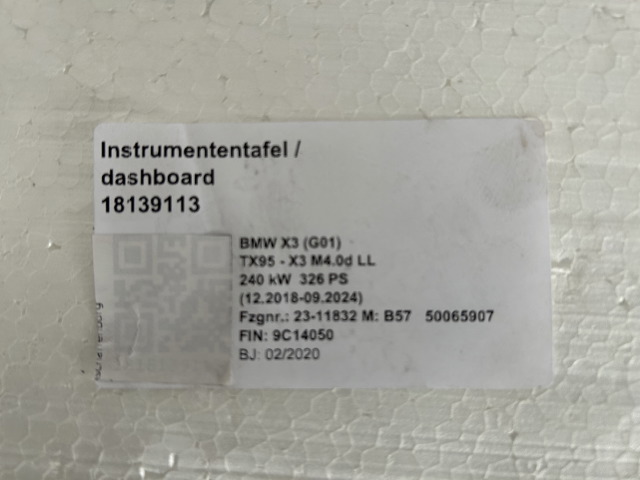 Instrumententafel /
dashboard
18139113
BMW X3 (G01)
TX95 - X3 M4.0d LL
240 kW 326 PS
(12.2018-09.2024)
Fzgnr.: 23-11832 M: B57 50065907
FIN: 9C14050
BJ: 02/2020